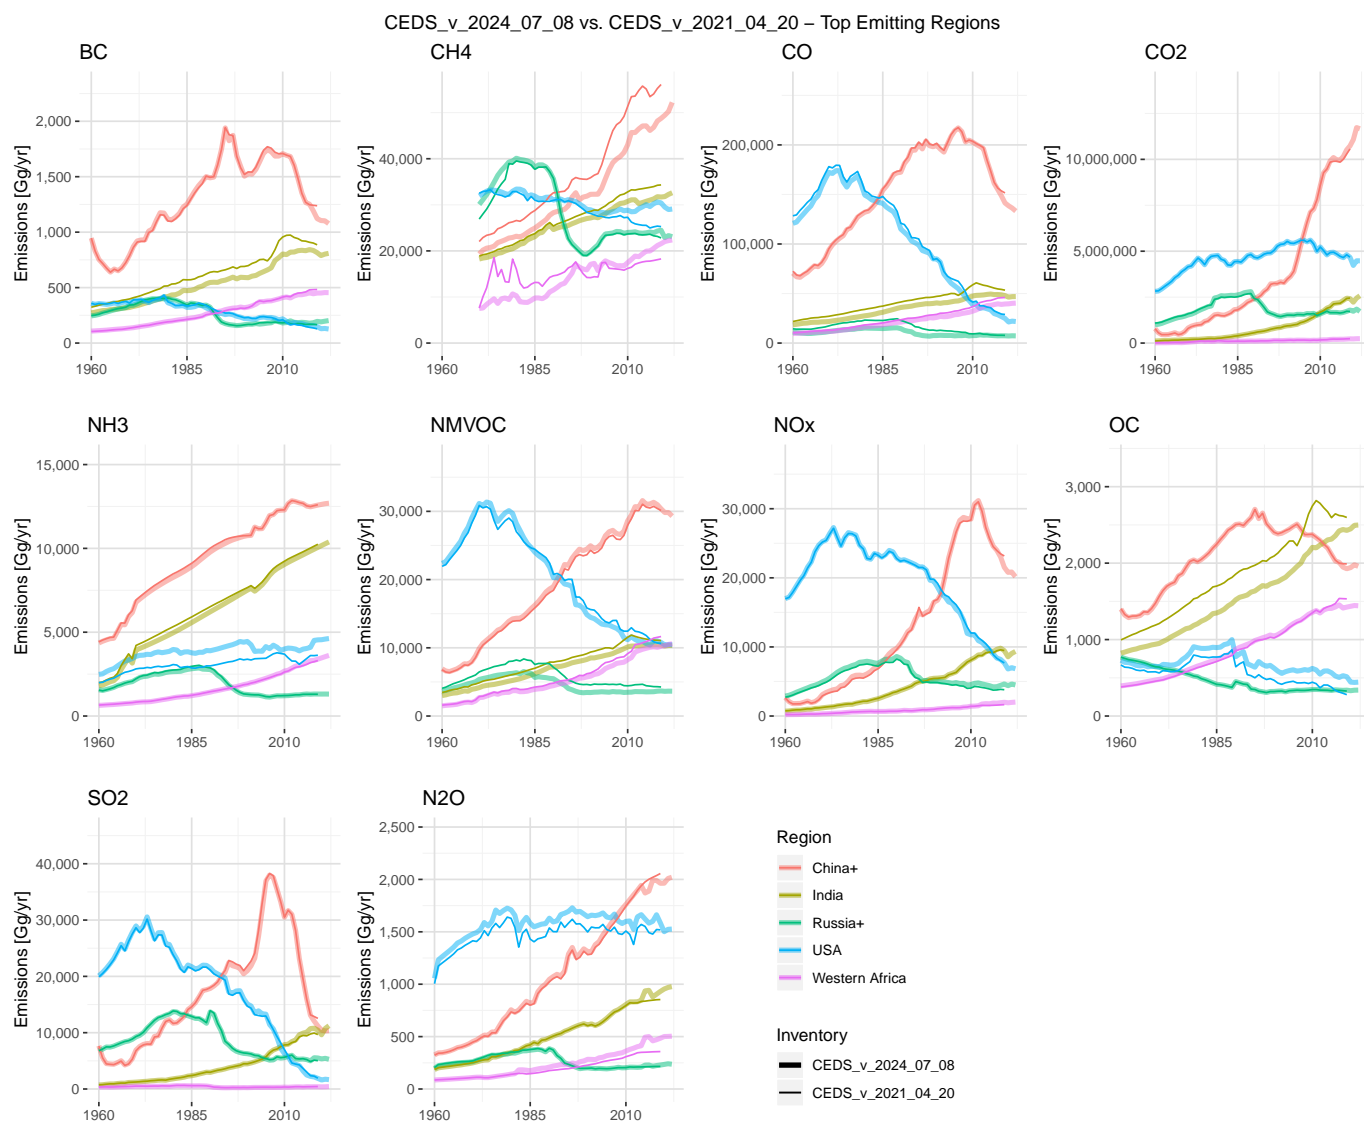 CEDS_v_2024_07_08 vs. CEDS_v_2021_04_20 – Top Emitting Regions
BC
Emissions [Gg/yr]
2,000
1,500
1,000
500
0
1960
1985
2010
CH4
Emissions [Gg/yr]
40,000
20,000
0
1960
1985
2010
CO
Emissions [Gg/yr]
200,000
100,000
0
1960
1985
2010
CO2
Emissions [Gg/yr]
10,000,000
5,000,000
0
1960
1985
2010
NH3
Emissions [Gg/yr]
15,000
10,000
5,000
0
1960
1985
2010
NMVOC
Emissions [Gg/yr]
30,000
20,000
10,000
0
1960
1985
2010
NOx
Emissions [Gg/yr]
30,000
20,000
10,000
0
1960
1985
2010
OC
Emissions [Gg/yr]
3,000
2,000
1,000
0
1960
1985
2010
SO2
Emissions [Gg/yr]
40,000
30,000
20,000
10,000
0
1960
1985
2010
N2O
Emissions [Gg/yr]
2,500
2,000
1,500
1,000
500
0
1960
1985
2010
Region
China+
India
Russia+
USA
Western Africa
Inventory
CEDS_v_2024_07_08
CEDS_v_2021_04_20